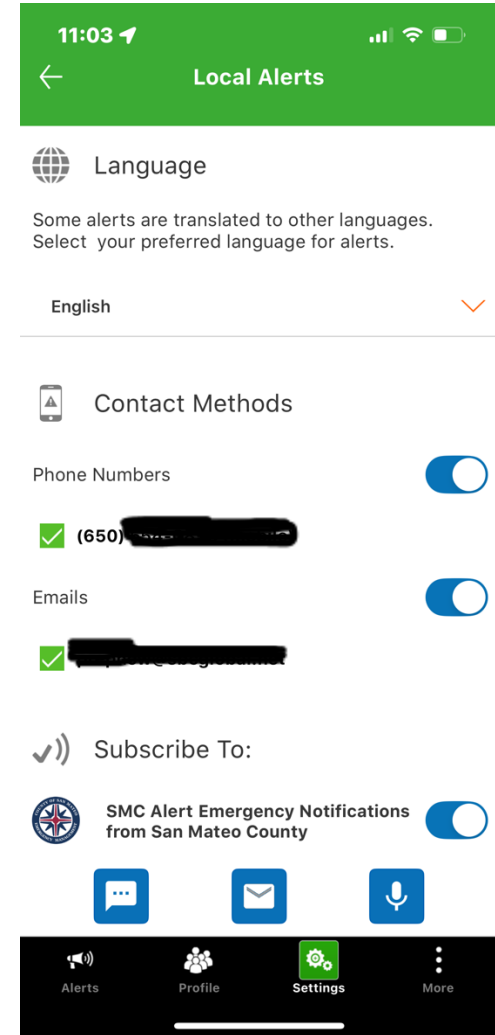 11:03
Local Alerts
Language
Some alerts are translated to other languages.
Select your preferred language for alerts.
English
Contact Methods
Phone Numbers
(650)
Emails
Subscribe To:
SMC Alert Emergency Notifications
from San Mateo County
Alerts
Profile
Settings
More